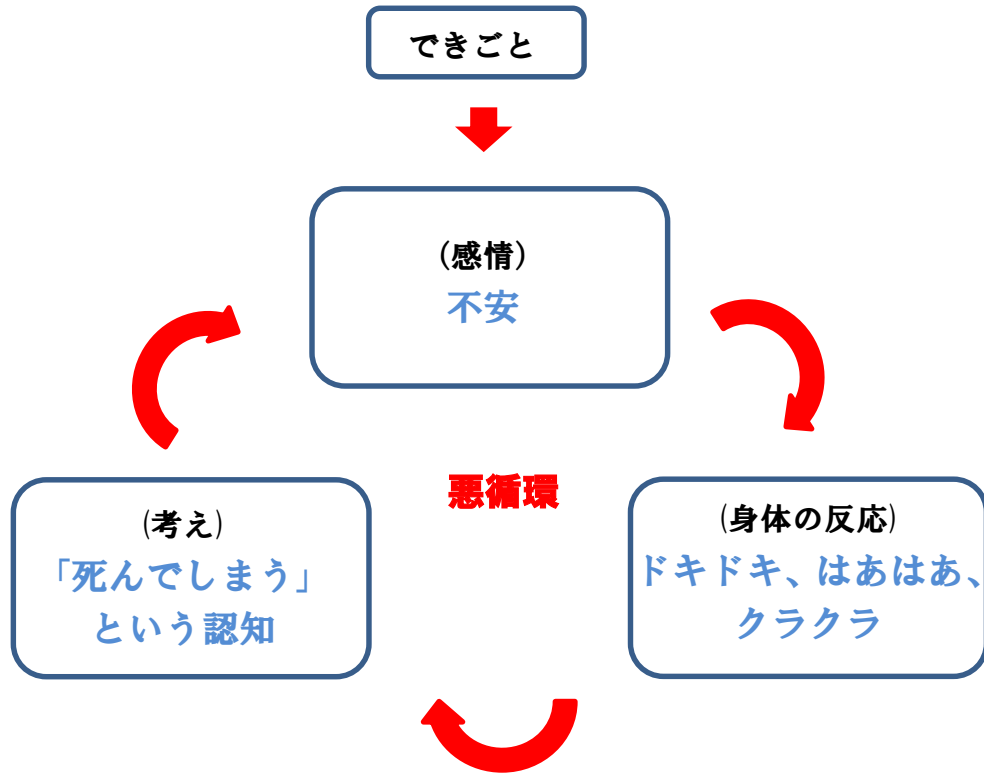 できごと
(感情)
不安
悪循環
(考え)
「死んでしまう」
という認知
(身体の反応)
ドキドキ、はあはあ、
クラクラ